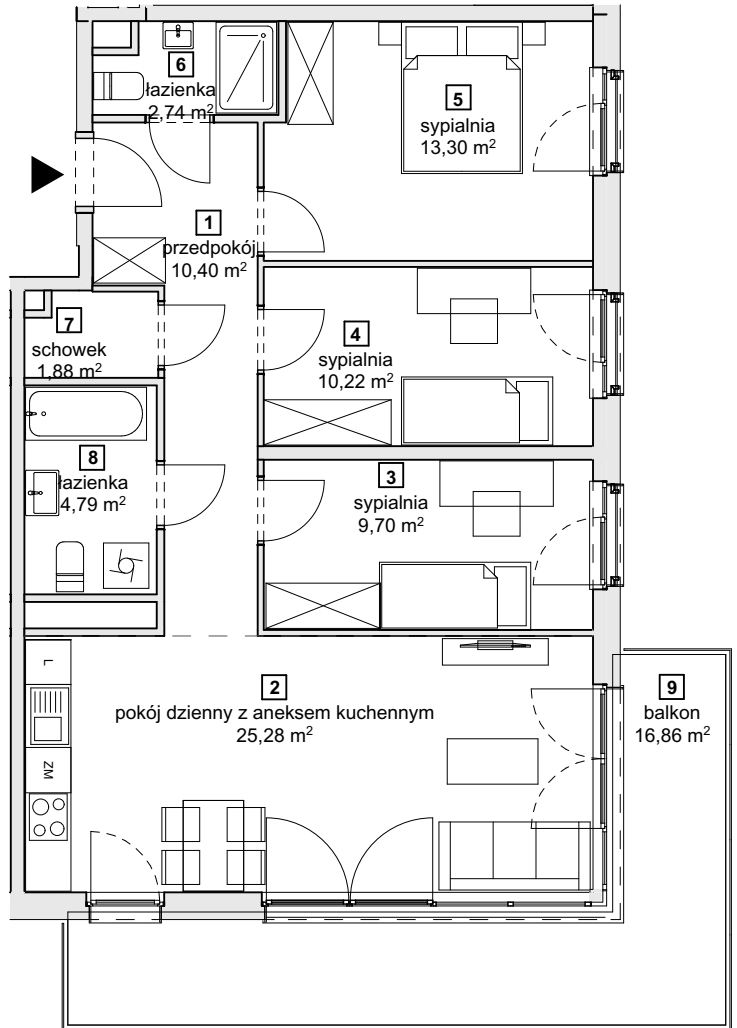 6
łazienka
2,74 m²
5
sypialnia
13,30 m²
1
przedpokój
10,40 m²
7
schowek
1,88 m²
4
sypialnia
10,22 m²
8
łazienka
4,79 m²
3
sypialnia
9,70 m²
L
ZM
2
pokój dzienny z aneksem kuchennym
25,28 m²
9
balkon
16,86 m²